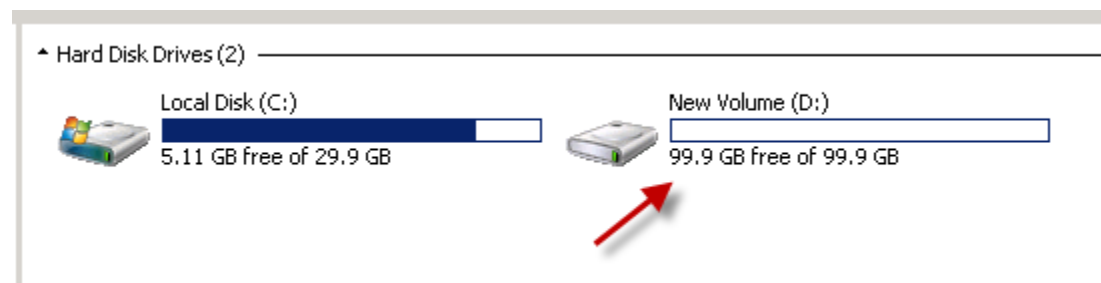 Hard Disk Drives (2)
Local Disk (C:)
5.11 GB free of 29.9 GB
New Volume (D:)
99.9 GB free of 99.9 GB